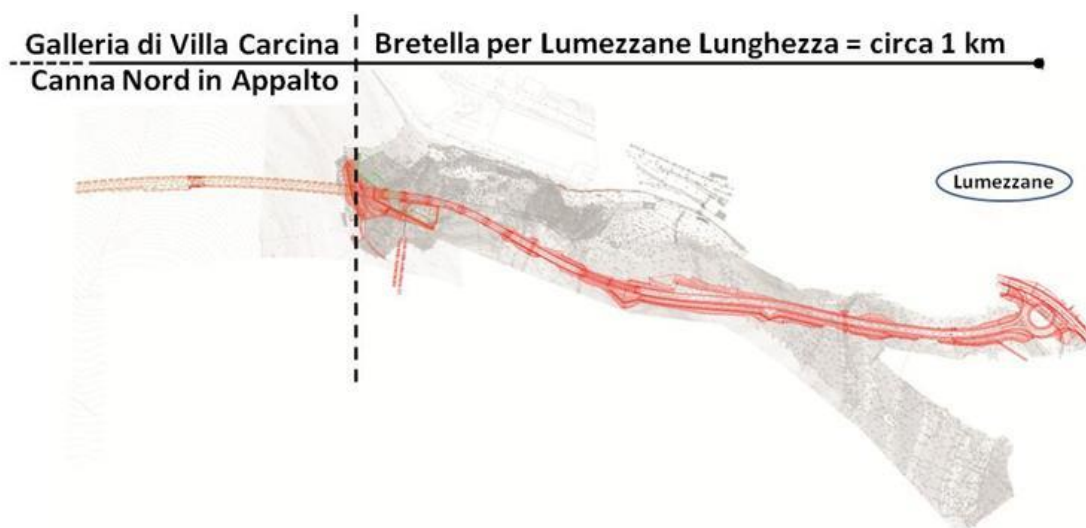 Galleria di Villa Carcina
Canna Nord in Appalto
Bretella per Lumezzane Lunghezza = circa 1 km
Lumezzane